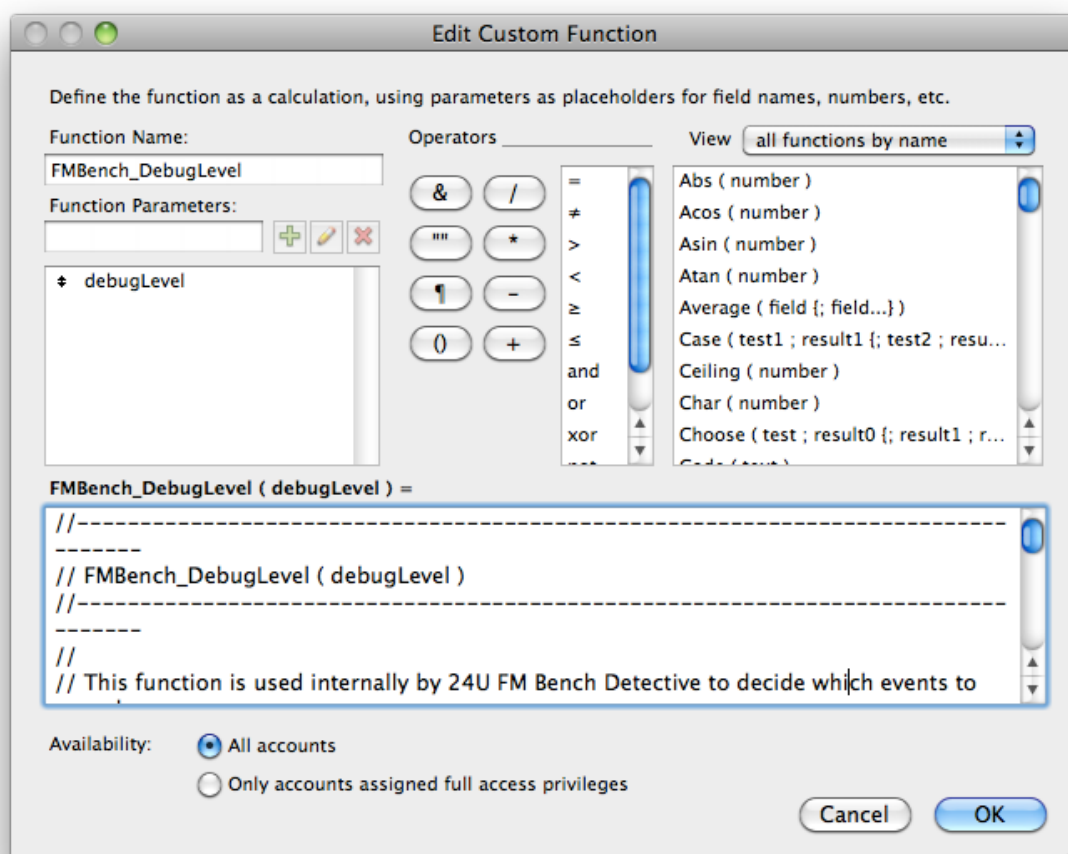 Edit Custom Function
Define the function as a calculation, using parameters as placeholders for field names, numbers, etc.
Function Name:
FMBench_DebugLevel
Function Parameters:
debugLevel
Operators
& /
"" *
¶ -
() +
=
≠
>
<
≥
≤
and
or
xor
not
View all functions by name
Abs ( number )
Acos ( number )
Asin ( number )
Atan ( number )
Average ( field {; field...} )
Case ( test1 ; result1 {; test2 ; resu...
Ceiling ( number )
Char ( number )
Choose ( test ; result0 {; result1 ; r...
Code ( text )
FMBench_DebugLevel ( debugLevel ) =
//--------------------------------------------------------------------------
-------
// FMBench_DebugLevel ( debugLevel )
//--------------------------------------------------------------------------
-------
//
// This function is used internally by 24U FM Bench Detective to decide which events to
Availability:
All accounts
Only accounts assigned full access privileges
Cancel
OK